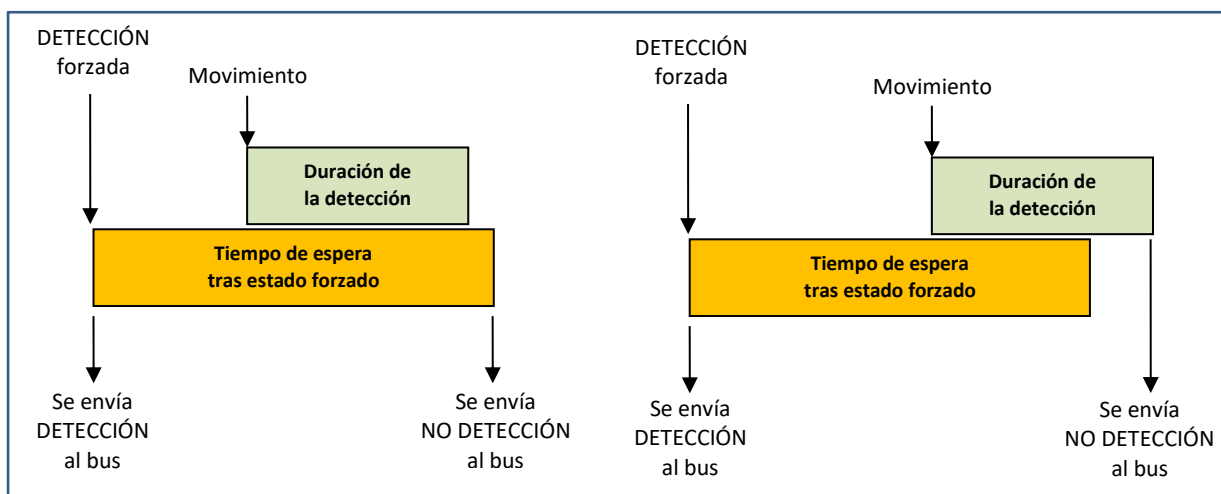 DETECCIÓN
forzada
Movimiento
Duración de
la detección
Tiempo de espera
tras estado forzado
Se envía
DETECCIÓN
al bus
Se envía
NO DETECCIÓN
al bus
DETECCIÓN
forzada
Movimiento
Duración de
la detección
Tiempo de espera
tras estado forzado
Se envía
DETECCIÓN
al bus
Se envía
NO DETECCIÓN
al bus